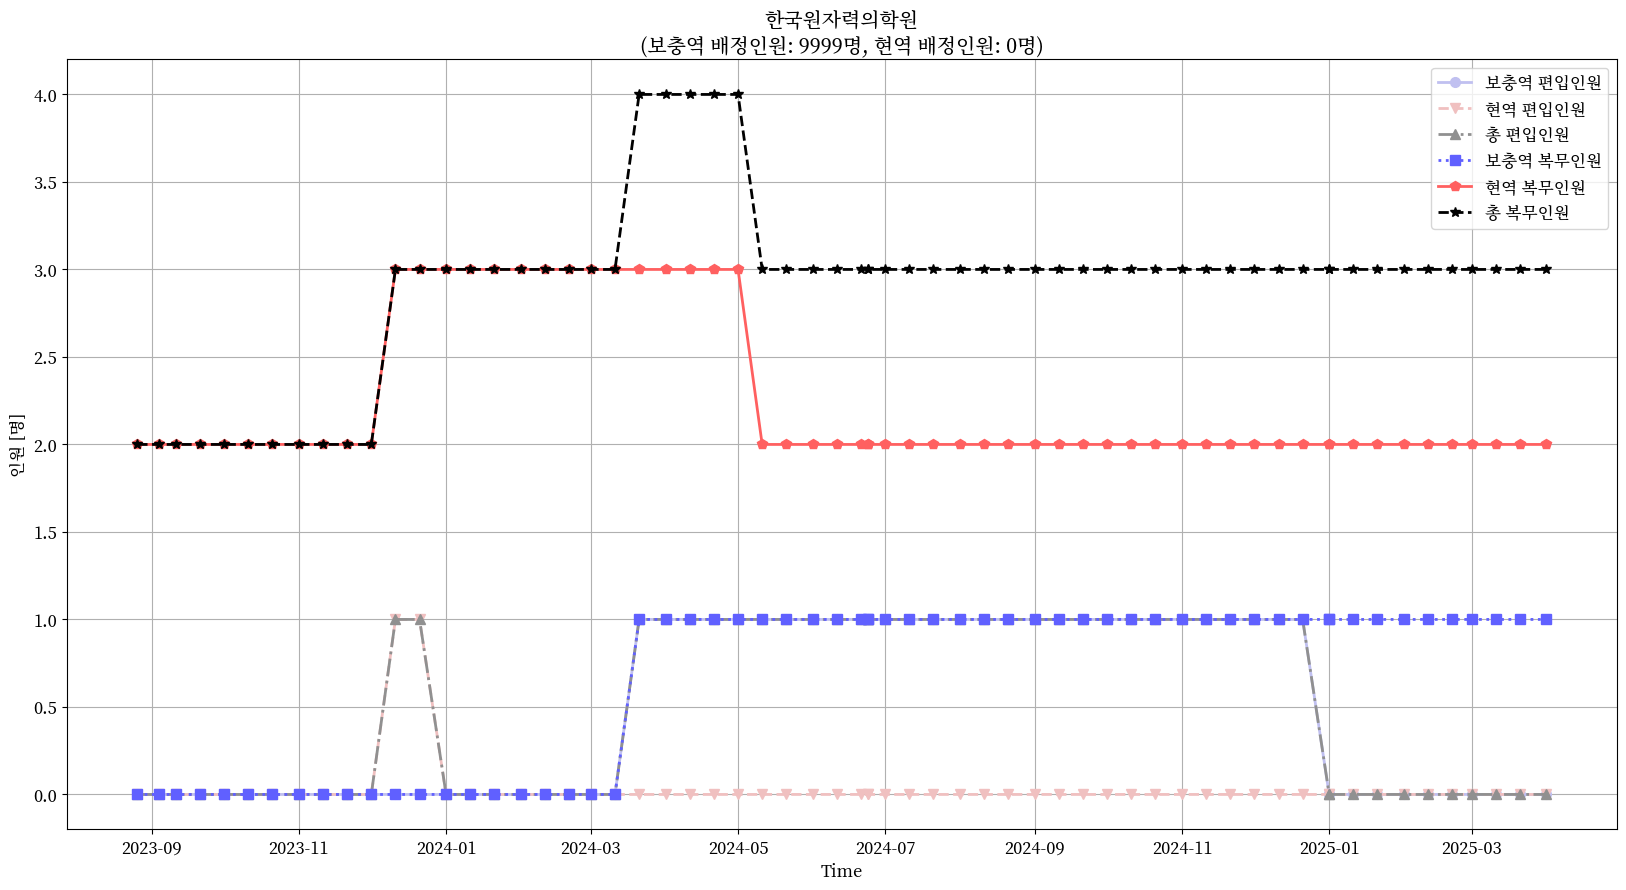 한국원자력의학원
(보충역 배정인원: 9999명, 현역 배정인원: 0명)
보충역 편입인원
현역 편입인원
총 편입인원
보충역 복무인원
현역 복무인원
총 복무인원
인원 [명]
4.0
3.5
3.0
2.5
2.0
1.5
1.0
0.5
0.0
2023-09
2023-11
2024-01
2024-03
2024-05
2024-07
2024-09
2024-11
2025-01
2025-03
Time